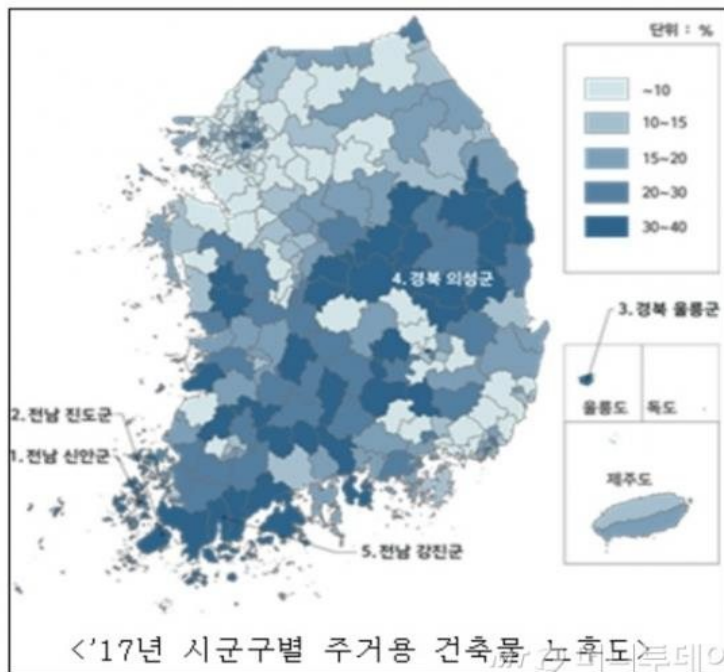 단위 : %
~10
10~15
15~20
20~30
30~40
4.경북 의성군
3.경북 울릉군
울릉도
독도
2.전남 진도군
1.전남 신안군
제주도
5.전남 강진군
<'17년 시군구별 주거용 건축물 노후도>